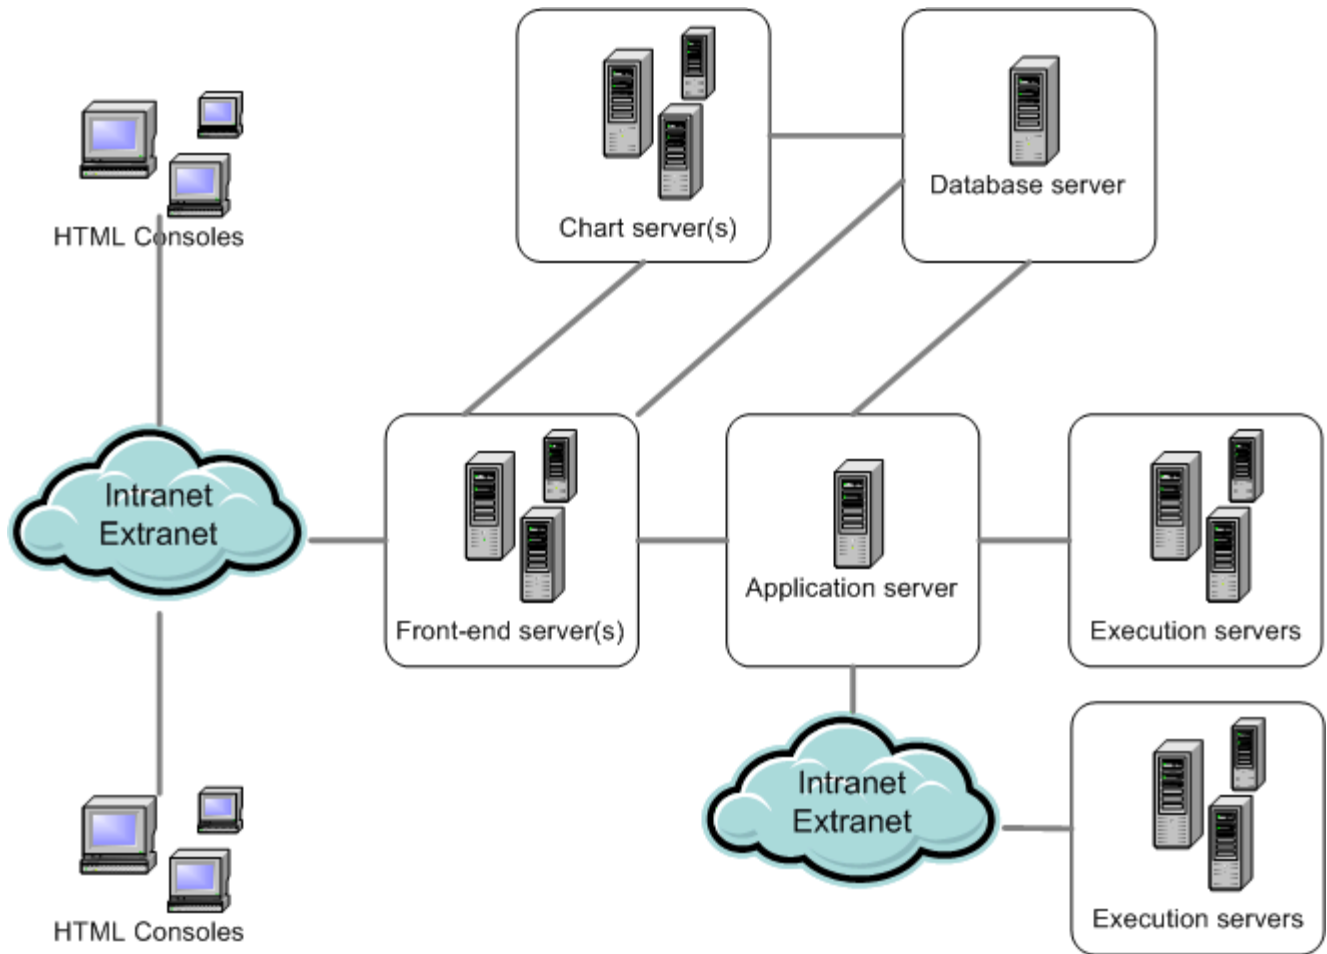 Chart server(s)
Database server
HTML Consoles
Intranet
Extranet
Front-end server(s)
Application server
Execution servers
Intranet
Extranet
HTML Consoles
Execution servers